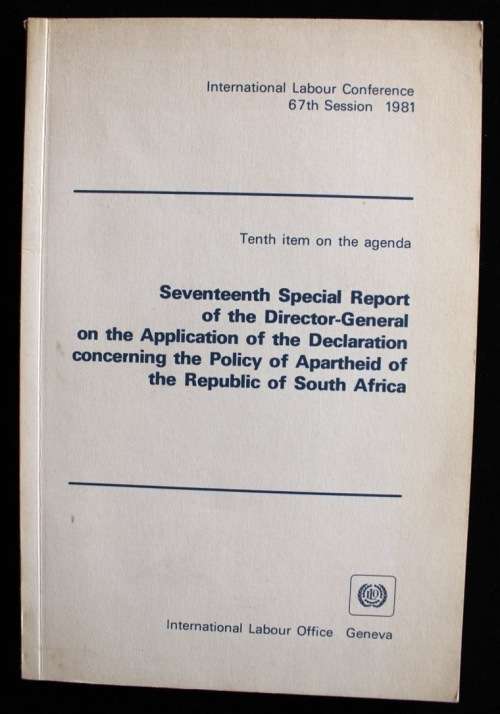 International Labour Conference
67th Session 1981
Tenth item on the agenda
Seventeenth Special Report
of the Director-General
on the Application of the Declaration
concerning the Policy of Apartheid of
the Republic of South Africa
ILO
International Labour Office Geneva